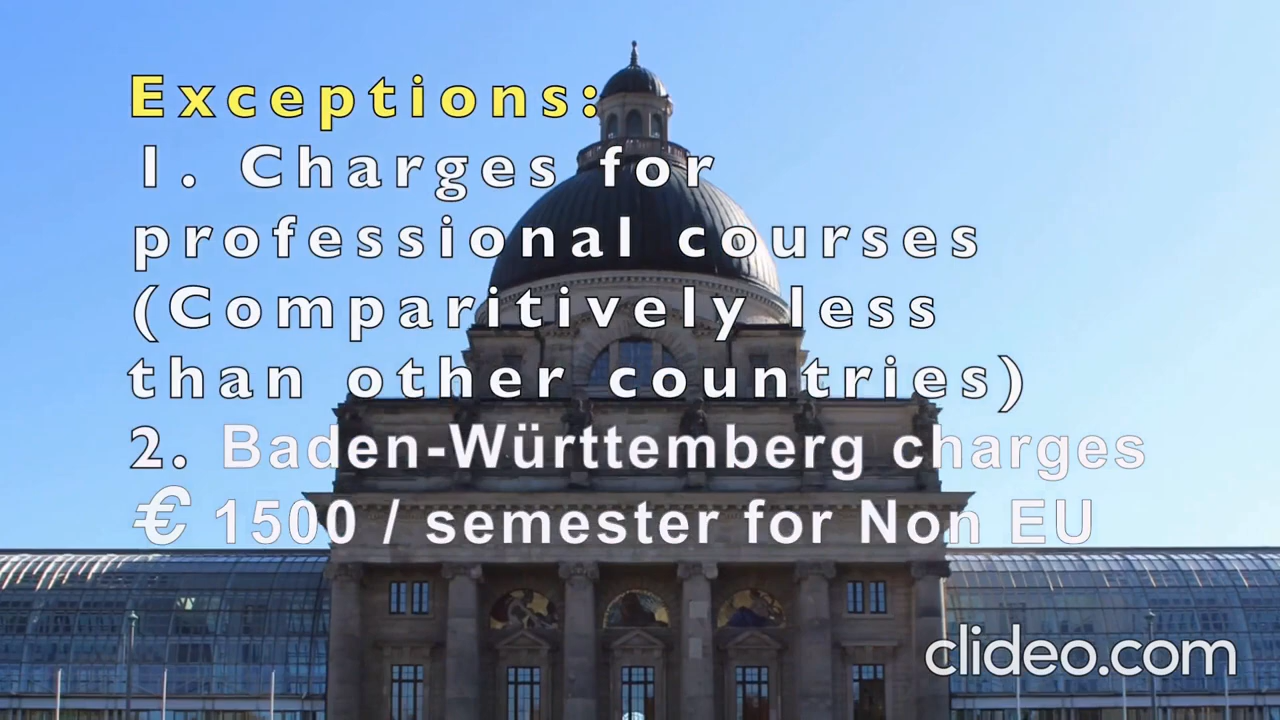 Exceptions:
1. Charges for
professional courses
(Comparitively less
than other countries)
2. Baden-Württemberg charges
€ 1500 / semester for Non EU
clideo.com